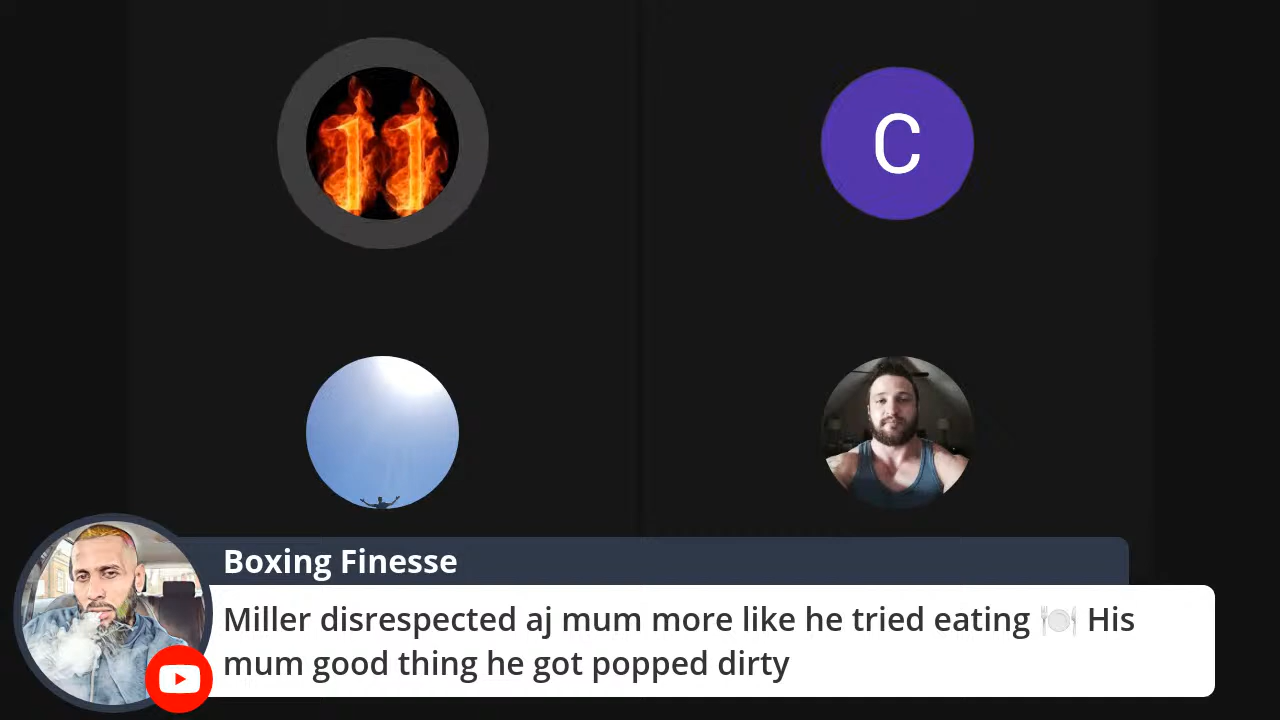 11
C
Boxing Finesse
Miller disrespected aj mum more like he tried eating 🍽️ His
mum good thing he got popped dirty